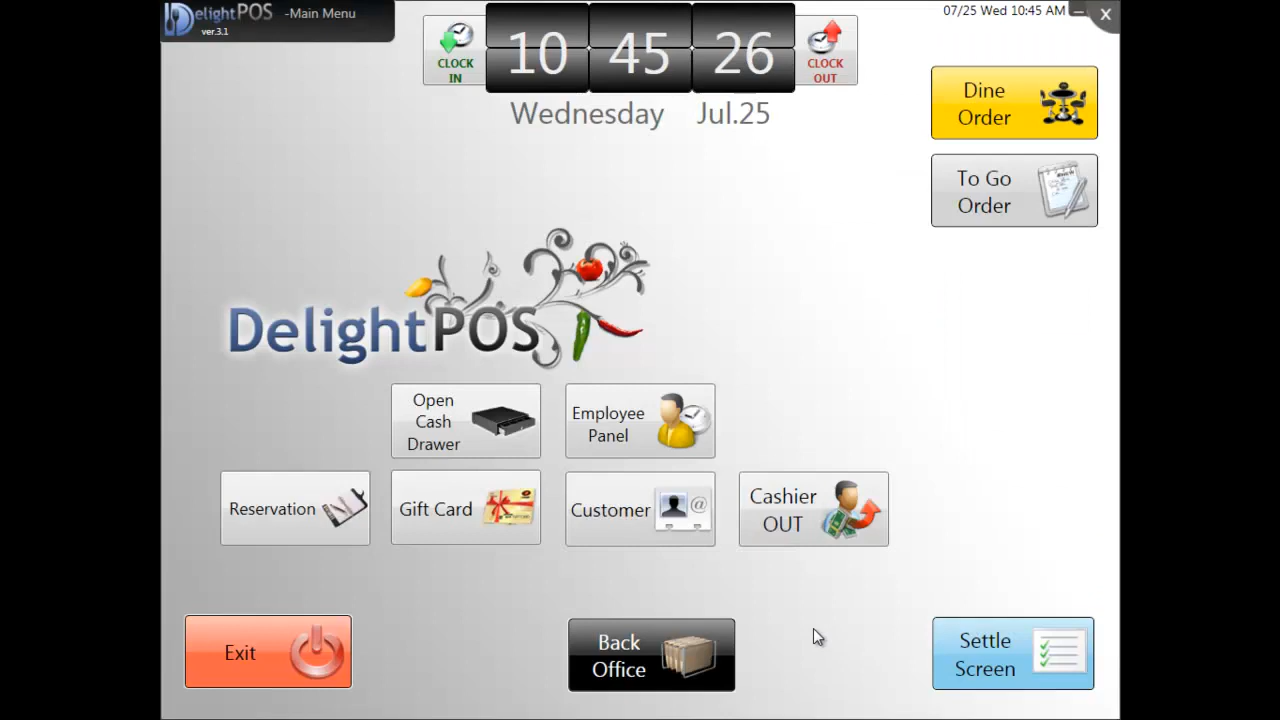 DelightPOS -Main Menu
ver.3.1
07/25 Wed 10:45 AM
X
CLOCK
IN
10 45 26
CLOCK
OUT
Wednesday Jul.25
Dine
Order
To Go
Order
DelightPOS
Open
Cash
Drawer
Employee
Panel
Reservation
Gift Card
Customer
@
Cashier
OUT
Exit
Back
Office
Settle
Screen